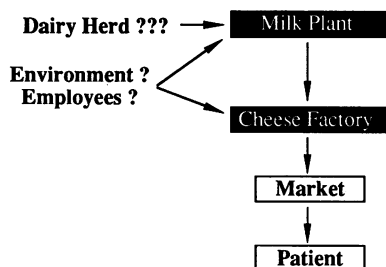 Dairy Herd ???
Milk Plant
Environment ?
Employees ?
Cheese Factory
Market
Patient